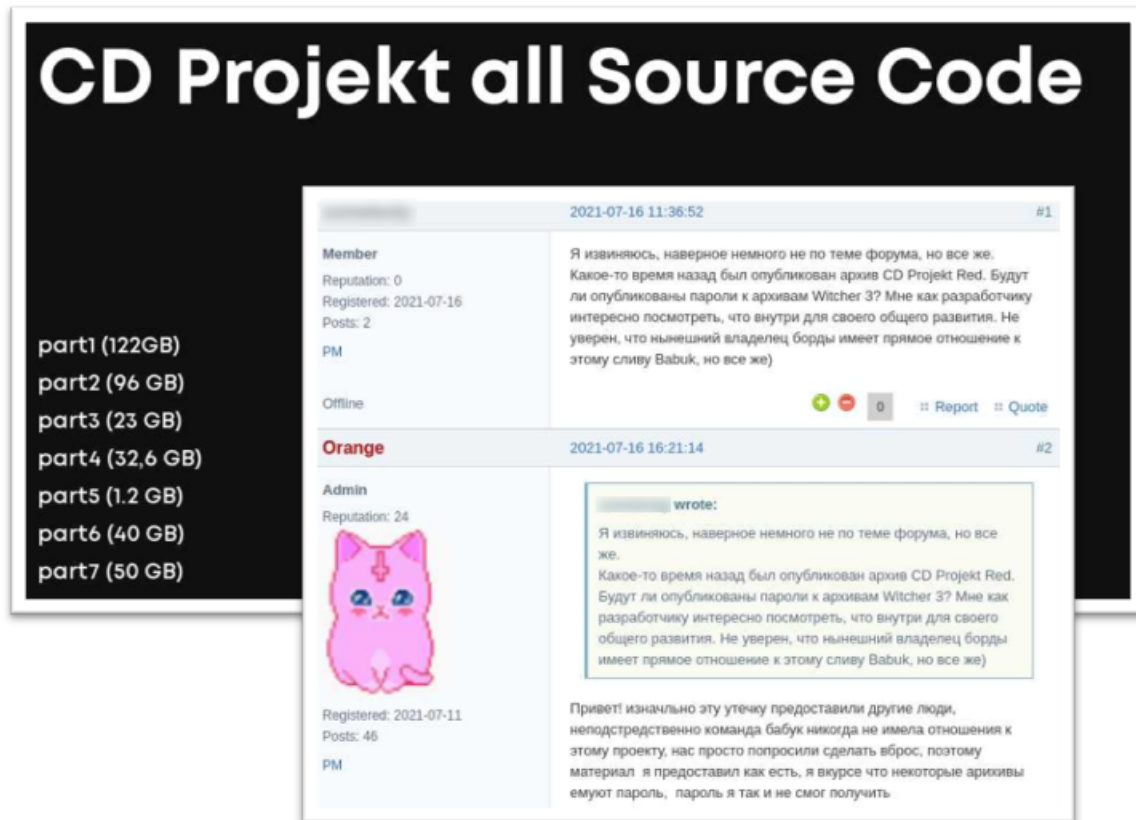 CD Projekt all Source Code
part1 (122GB)
part2 (96 GB)
part3 (23 GB)
part4 (32,6 GB)
part5 (1.2 GB)
part6 (40 GB)
part7 (50 GB)
2021-07-16 11:36:52
#1
Member
Reputation: 0
Registered: 2021-07-16
Posts: 2
PM
Offline
Я извиняюсь, наверное немного не по теме форума, но все же.
Какое-то время назад был опубликован архив CD Projekt Red. Будут
ли опубликованы пароли к архивам Witcher 3? Мне как разработчику
интересно посмотреть, что внутри для своего общего развития. Не
уверен, что нынешний владелец борды имеет прямое отношение к
этому сливу Babuk, но все же)
0
Report
Quote
Orange
2021-07-16 16:21:14
#2
Admin
Reputation: 24
Registered: 2021-07-11
Posts: 46
PM
wrote:
Я извиняюсь, наверное немного не по теме форума, но все
же.
Какое-то время назад был опубликован архив CD Projekt Red.
Будут ли опубликованы пароли к архивам Witcher 3? Мне как
разработчику интересно посмотреть, что внутри для своего
общего развития. Не уверен, что нынешний владелец борды
имеет прямое отношение к этому сливу Babuk, но все же)
Привет! изначльно эту утечку предоставили другие люди,
неподстредственно команда бабук никогда не имела отношения к
этому проекту, нас просто попросили сделать вброс, поэтому
материал я предоставил как есть, я вкурсе что некоторые арихивы
емуют пароль, пароль я так и не смог получить